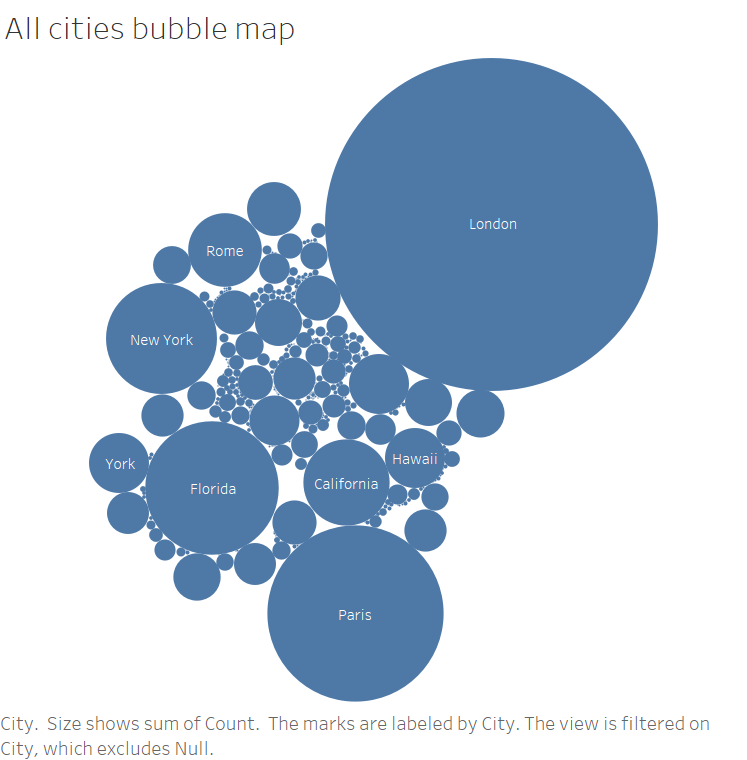 All cities bubble map
London
Rome
New York
York
Hawaii
California
Florida
Paris
City.  Size shows sum of Count.  The marks are labeled by City. The view is filtered on
City, which excludes Null.